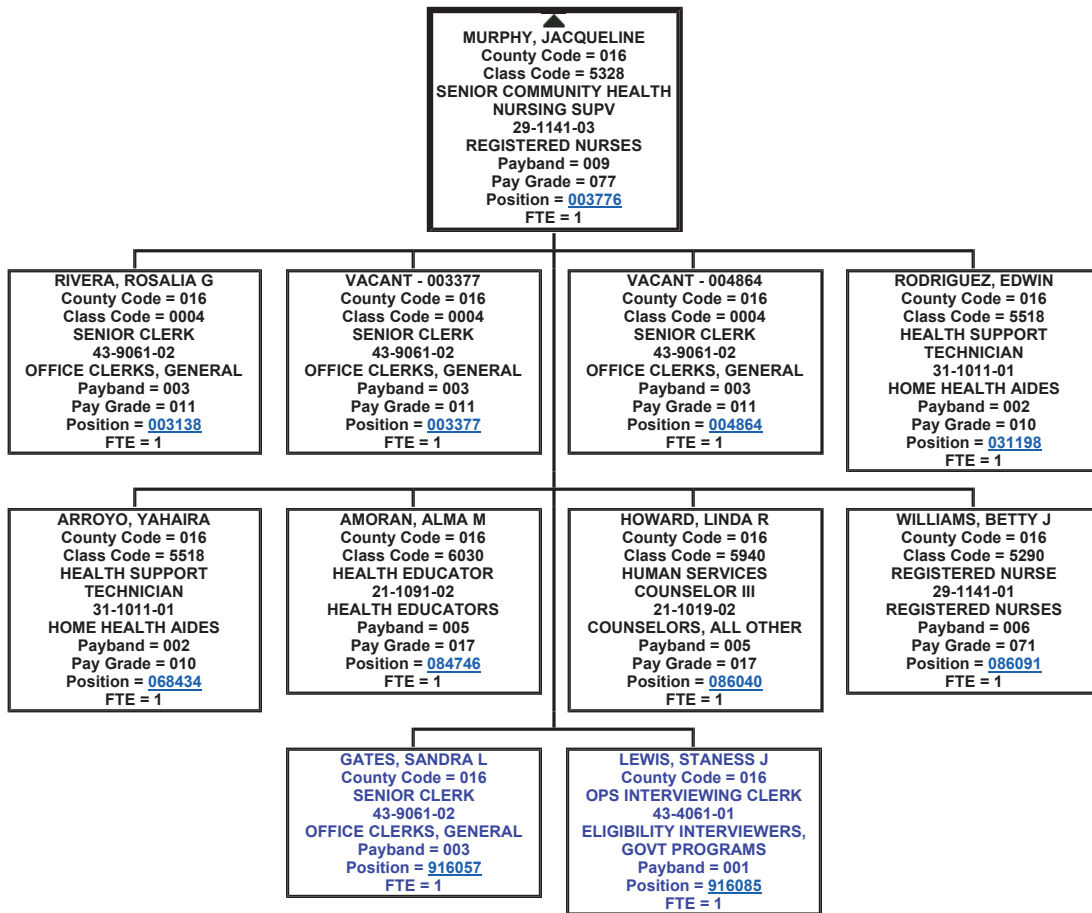 MURPHY, JACQUELINE
County Code = 016
Class Code = 5328
SENIOR COMMUNITY HEALTH
NURSING SUPV
29-1141-03
REGISTERED NURSES
Payband = 009
Pay Grade = 077
Position = 003776
FTE = 1
RIVERA, ROSALIA G
County Code = 016
Class Code = 0004
SENIOR CLERK
43-9061-02
OFFICE CLERKS, GENERAL
Payband = 003
Pay Grade = 011
Position = 003138
FTE = 1
VACANT - 003377
County Code = 016
Class Code = 0004
SENIOR CLERK
43-9061-02
OFFICE CLERKS, GENERAL
Payband = 003
Pay Grade = 011
Position = 003377
FTE = 1
VACANT - 004864
County Code = 016
Class Code = 0004
SENIOR CLERK
43-9061-02
OFFICE CLERKS, GENERAL
Payband = 003
Pay Grade = 011
Position = 004864
FTE = 1
RODRIGUEZ, EDWIN
County Code = 016
Class Code = 5518
HEALTH SUPPORT
TECHNICIAN
31-1011-01
HOME HEALTH AIDES
Payband = 002
Pay Grade = 010
Position = 031198
FTE = 1
ARROYO, YAHAIRA
County Code = 016
Class Code = 5518
HEALTH SUPPORT
TECHNICIAN
31-1011-01
HOME HEALTH AIDES
Payband = 002
Pay Grade = 010
Position = 068434
FTE = 1
AMORAN, ALMA M
County Code = 016
Class Code = 6030
HEALTH EDUCATOR
21-1091-02
HEALTH EDUCATORS
Payband = 005
Pay Grade = 017
Position = 084746
FTE = 1
HOWARD, LINDA R
County Code = 016
Class Code = 5940
HUMAN SERVICES
COUNSELOR III
21-1019-02
COUNSELORS, ALL OTHER
Payband = 005
Pay Grade = 017
Position = 086040
FTE = 1
WILLIAMS, BETTY J
County Code = 016
Class Code = 5290
REGISTERED NURSE
29-1141-01
REGISTERED NURSES
Payband = 006
Pay Grade = 071
Position = 086091
FTE = 1
GATES, SANDRA L
County Code = 016
SENIOR CLERK
43-9061-02
OFFICE CLERKS, GENERAL
Payband = 003
Position = 916057
FTE = 1
LEWIS, STANESS J
County Code = 016
OPS INTERVIEWING CLERK
43-4061-01
ELIGIBILITY INTERVIEWERS,
GOVT PROGRAMS
Payband = 001
Position = 916085
FTE = 1